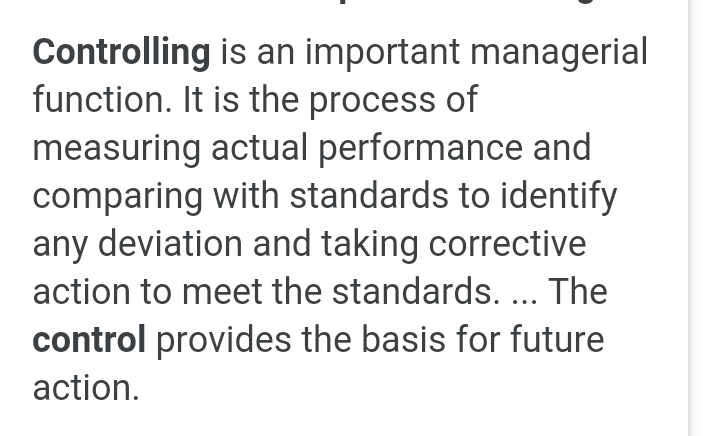 Controlling is an important managerial
function. It is the process of
measuring actual performance and
comparing with standards to identify
any deviation and taking corrective
action to meet the standards. ... The
control provides the basis for future
action.